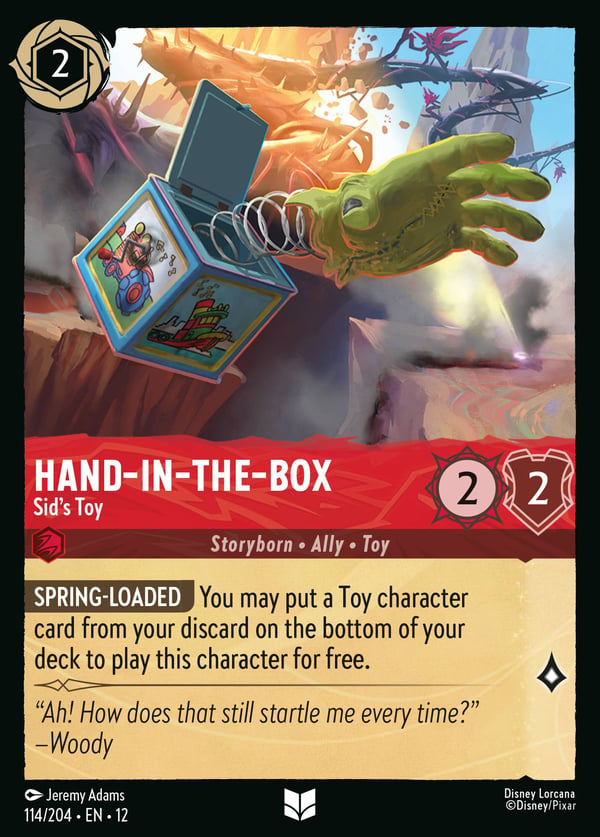 2
HAND-IN-THE-BOX
Sid's Toy
2
2
Storyborn • Ally • Toy
SPRING-LOADED You may put a Toy character
card from your discard on the bottom of your
deck to play this character for free.
“Ah! How does that still startle me every time?”
–Woody
Jeremy Adams
114/204 • EN • 12
Disney Lorcana
©Disney/Pixar